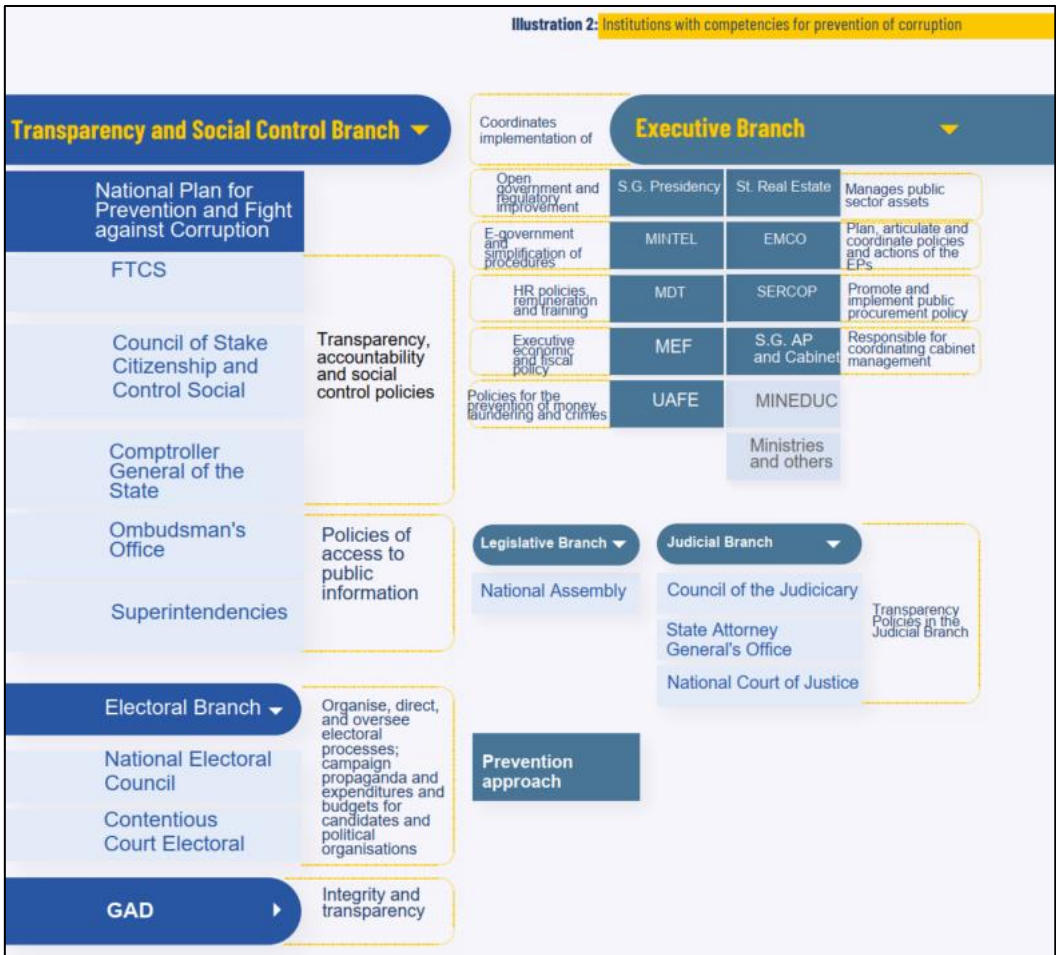 Illustration 2: Institutions with competencies for prevention of corruption
Transparency and Social Control Branch
National Plan for
Prevention and Fight
against Corruption
FTCS
Council of Stake
Citizenship and
Control Social
Comptroller
General of the
State
Transparency,
accountability
and social
control policies
Ombudsman's
Office
Superintendencies
Policies of
access to
public
information
Electoral Branch
National Electoral
Council
Contentious
Court Electoral
Organise, direct,
and oversee
electoral
processes;
campaign
propaganda and
expenditures and
budgets for
candidates and
political
organisations
GAD
Integrity and
transparency
Coordinates
implementation of
Executive Branch
Open
government and
regulatory
improvement
S.G. Presidency
St. Real Estate
Manages public
sector assets
E-government
and
simplification of
procedures
MINTEL
EMCO
Plan, articulate and
coordinate policies
and actions of the
EPs
HR policies,
remuneration
and training
MDT
SERCOP
Promote and
implement public
procurement policy
Executive
economic
and fiscal
policy
MEF
S.G. AP
and Cabinet
Responsible for
coordinating cabinet
management
Policies for the
prevention of money
laundering and crimes
UAFE
MINEDUC
Ministries
and others
Legislative Branch
National Assembly
Judicial Branch
Council of the Judicicary
State Attorney
General's Office
National Court of Justice
Transparency
Policies in the
Judicial Branch
Prevention
approach